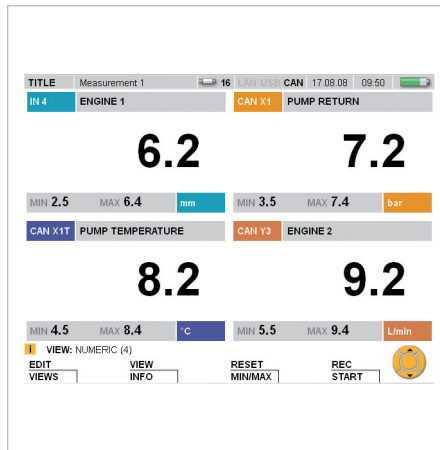 TITLE Measurement 1 16 LAN USB CAN 17.08.08 09:50
IN 4 ENGINE 1
6.2
MIN 2.5 MAX 6.4 mm
CAN X1 PUMP RETURN
7.2
MIN 3.5 MAX 7.4 bar
CAN X1T PUMP TEMPERATURE
8.2
MIN 4.5 MAX 8.4 °C
CAN Y3 ENGINE 2
9.2
MIN 5.5 MAX 9.4 L/min
i VIEW: NUMERIC (4)
EDIT VIEW RESET REC
VIEWS INFO MIN/MAX START